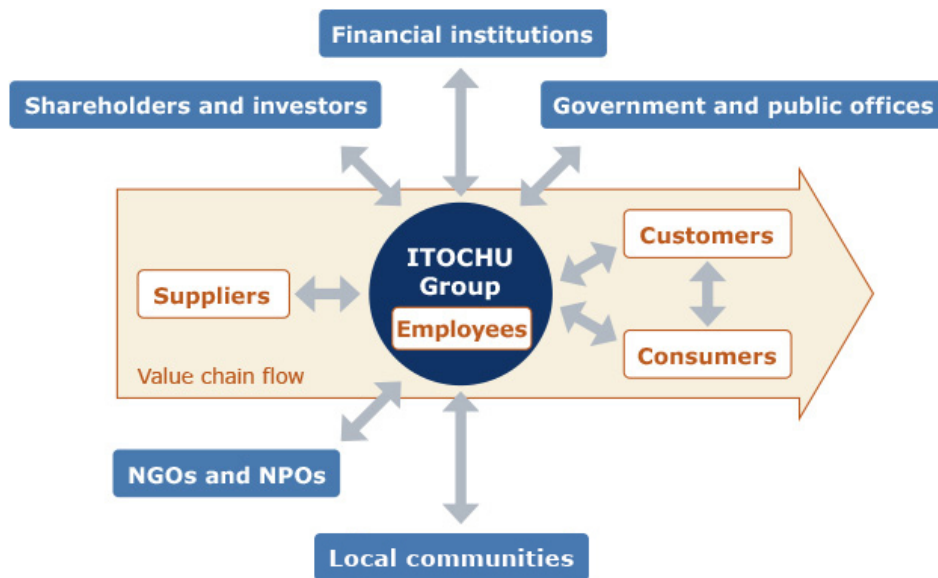 Financial institutions
Shareholders and investors
Government and public offices
ITOCHU
Group
Employees
Suppliers
Customers
Consumers
Value chain flow
NGOs and NPOs
Local communities